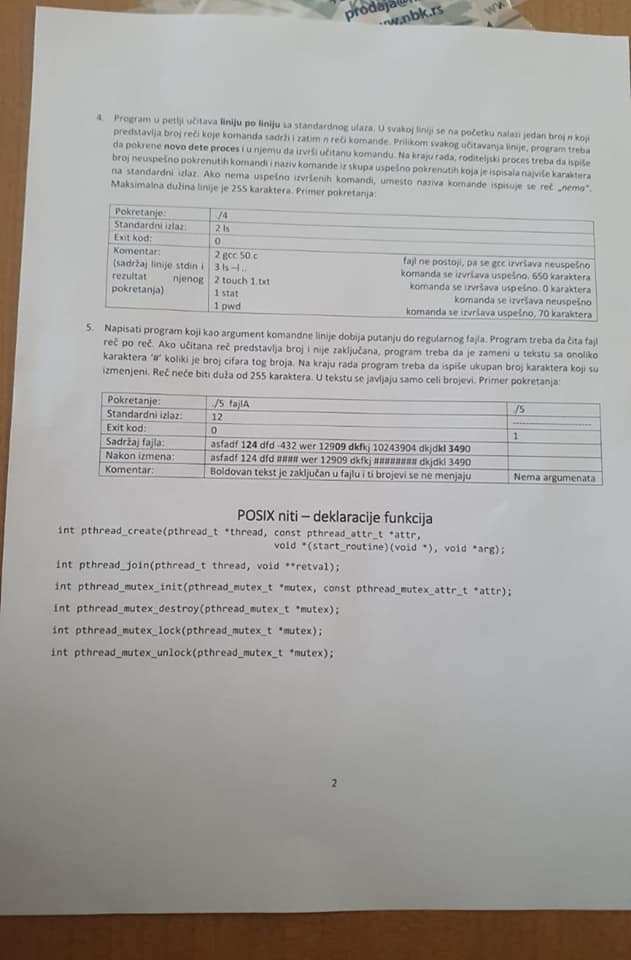 prodaja@
w.nbk.rs
4. Program u petlji učitava liniju po liniju sa standardnog ulaza. U svakoj liniji se na početku nalazi jedan broj n koji
predstavlja broj reči koje komanda sadrži i zatim n reči komande. Prilikom svakog učitavanja linije, program treba
da pokrene novo dete proces i u njemu da izvrši učitanu komandu. Na kraju rada, roditeljski proces treba da ispiše
broj neuspešno pokrenutih komandi i naziv komande iz skupa uspešno pokrenutih koja je ispisala najviše karaktera
na standardni izlaz. Ako nema uspešno izvršenih komandi, umesto naziva komande ispisuje se reč „nema“.
Maksimalna dužina linije je 255 karaktera. Primer pokretanja:
Pokretanje: ./4
Standardni izlaz: 2 ls
Exit kod: 0
Komentar: 2 gcc 50.c fajl ne postoji, pa se gcc izvršava neuspešno
(sadržaj linije stdin i 3 ls –l .. komanda se izvršava uspešno. 650 karaktera
rezultat njenog 2 touch 1.txt komanda se izvršava uspešno. 0 karaktera
pokretanja) 1 stat komanda se izvršava neuspešno
1 pwd komanda se izvršava uspešno, 70 karaktera
5. Napisati program koji kao argument komandne linije dobija putanju do regularnog fajla. Program treba da čita fajl
reč po reč. Ako učitana reč predstavlja broj i nije zaključana, program treba da je zameni u tekstu sa onoliko
karaktera '#' koliki je broj cifara tog broja. Na kraju rada program treba da ispiše ukupan broj karaktera koji su
izmenjeni. Reč neće biti duža od 255 karaktera. U tekstu se javljaju samo celi brojevi. Primer pokretanja:
Pokretanje: ./5 fajlA ./5
Standardni izlaz: 12 ------------------------
Exit kod: 0 1
Sadržaj fajla: asfadf 124 dfd -432 wer 12909 dkfkj 10243904 dkjdkl 3490
Nakon izmena: asfadf 124 dfd #### wer 12909 dkfkj ######## dkjdkl 3490
Komentar: Boldovan tekst je zaključan u fajlu i ti brojevi se ne menjaju Nema argumenata
POSIX niti – deklaracije funkcija
int pthread_create(pthread_t *thread, const pthread_attr_t *attr,
void *(start_routine)(void *), void *arg);
int pthread_join(pthread_t thread, void **retval);
int pthread_mutex_init(pthread_mutex_t *mutex, const pthread_mutex_attr_t *attr);
int pthread_mutex_destroy(pthread_mutex_t *mutex);
int pthread_mutex_lock(pthread_mutex_t *mutex);
int pthread_mutex_unlock(pthread_mutex_t *mutex);
2